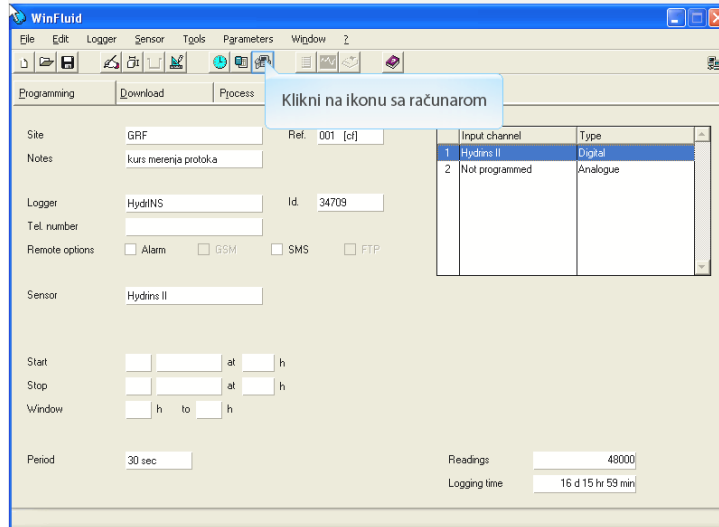 WinFluid
File Edit Logger Sensor Tools Parameters Window ?
Programming Download Process
Klikni na ikonu sa računarom
Site GRF Ref. 001 [cf]
Notes kurs merenja protoka
Logger HydrINS Id. 34709
Tel. number
Remote options Alarm GSM SMS FTP
Sensor Hydrins II
Input channel Type
1 Hydrins II Digital
2 Not programmed Analogue
Start at h
Stop at h
Window h to h
Period 30 sec
Readings 48000
Logging time 16 d 15 hr 59 min